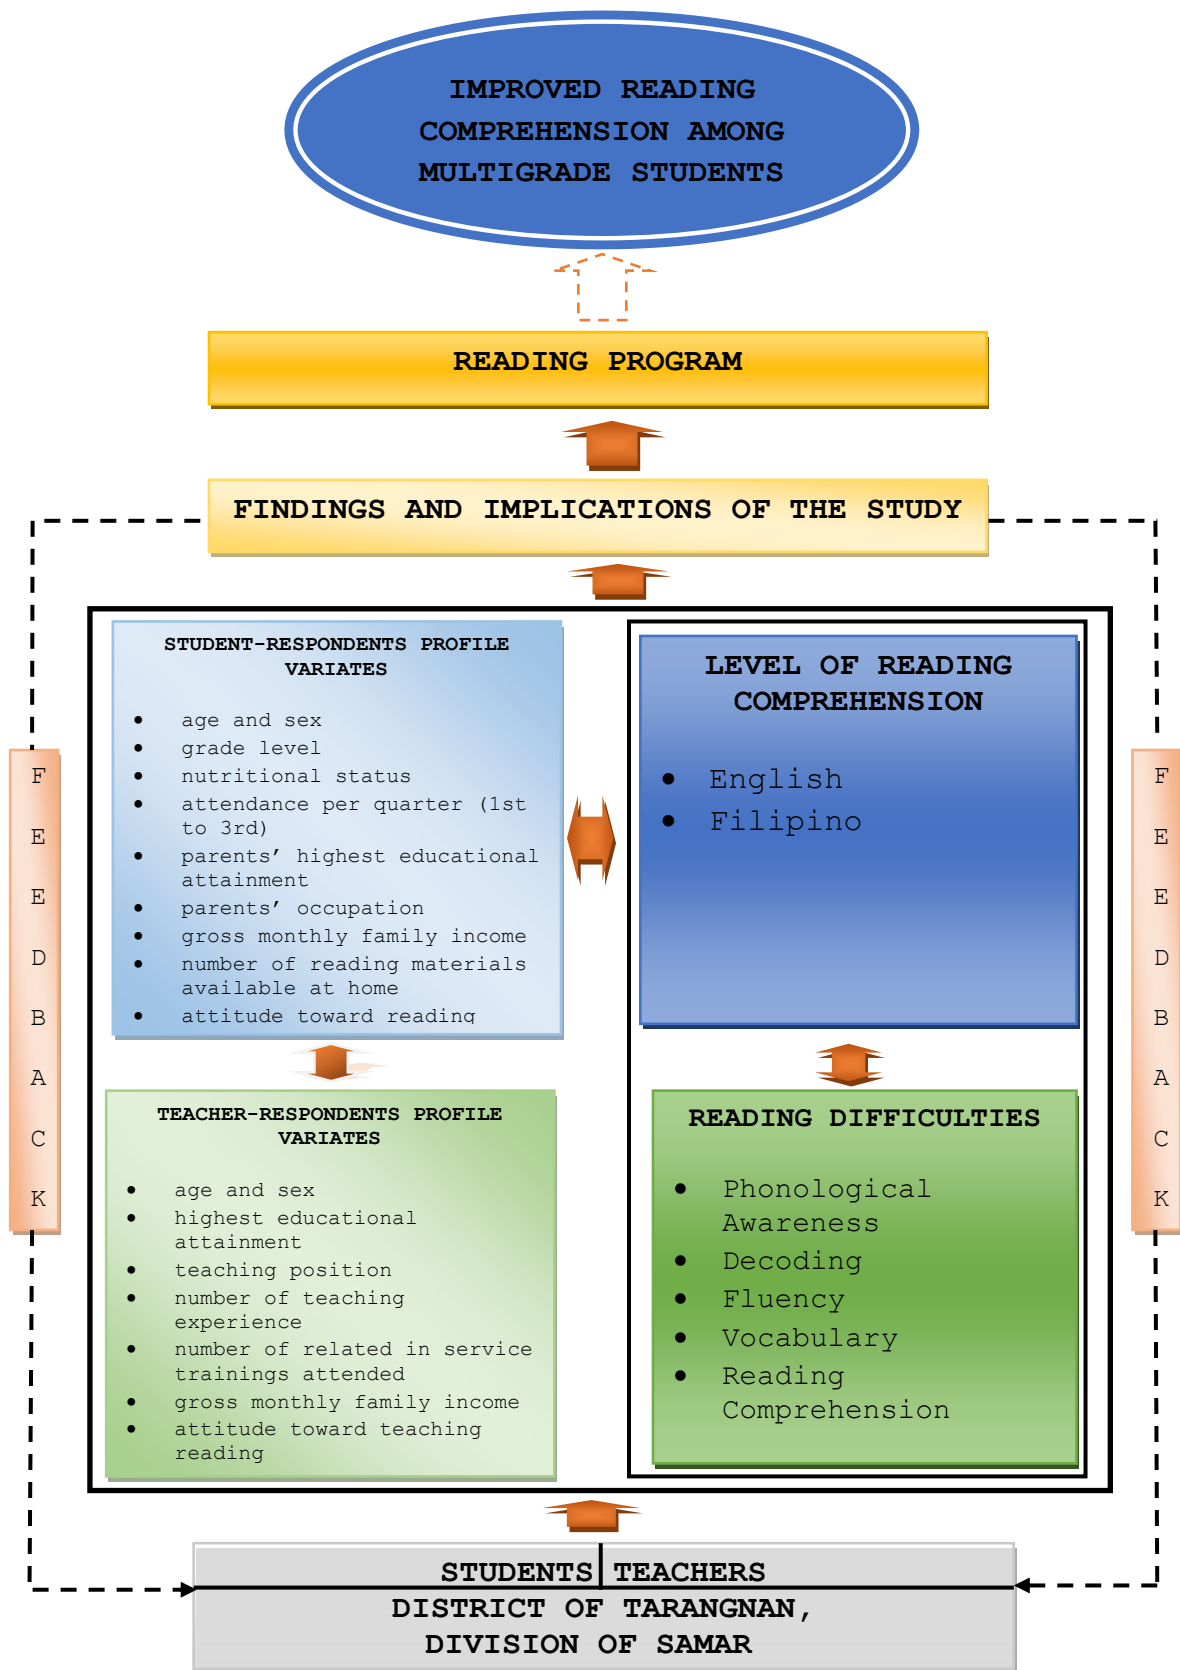 IMPROVED READING
COMPREHENSION AMONG
MULTIGRADE STUDENTS
READING PROGRAM
FINDINGS AND IMPLICATIONS OF THE STUDY
STUDENT-RESPONDENTS PROFILE
VARIATES
• age and sex
• grade level
• nutritional status
• attendance per quarter (1st
to 3rd)
• parents’ highest educational
attainment
• parents’ occupation
• gross monthly family income
• number of reading materials
available at home
• attitude toward reading
LEVEL OF READING
COMPREHENSION
• English
• Filipino
TEACHER-RESPONDENTS PROFILE
VARIATES
• age and sex
• highest educational
attainment
• teaching position
• number of teaching
experience
• number of related in service
trainings attended
• gross monthly family income
• attitude toward teaching
reading
READING DIFFICULTIES
• Phonological
Awareness
• Decoding
• Fluency
• Vocabulary
• Reading
Comprehension
F
E
E
D
B
A
C
K
F
E
E
D
B
A
C
K
STUDENTS TEACHERS
DISTRICT OF TARANGNAN,
DIVISION OF SAMAR